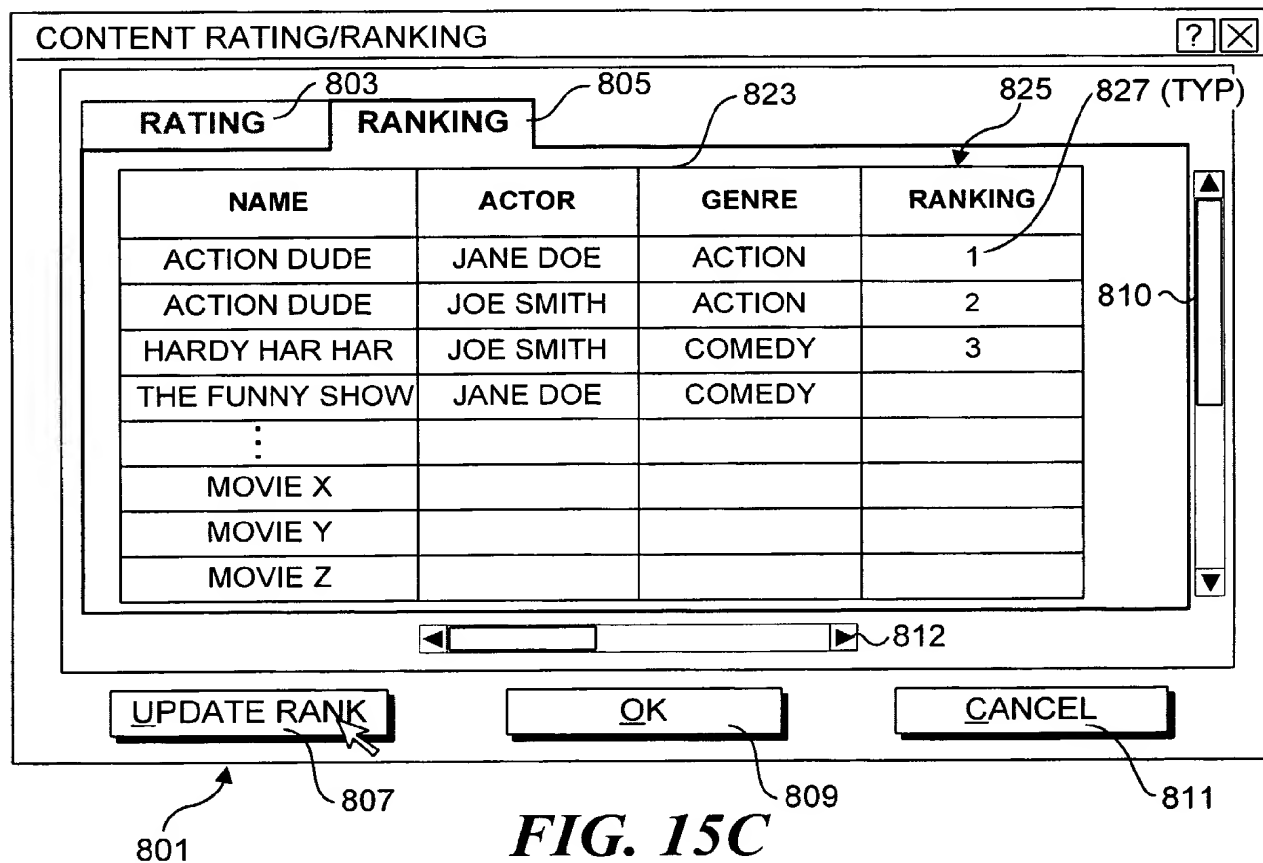 CONTENT RATING/RANKING ? X
803 805 823 825 827 (TYP)
RATING RANKING
NAME ACTOR GENRE RANKING
ACTION DUDE JANE DOE ACTION 1
ACTION DUDE JOE SMITH ACTION 2
810
HARDY HAR HAR JOE SMITH COMEDY 3
THE FUNNY SHOW JANE DOE COMEDY
⋮
MOVIE X
MOVIE Y
MOVIE Z
812
UPDATE RANK OK CANCEL
807 809 811
801
FIG. 15C